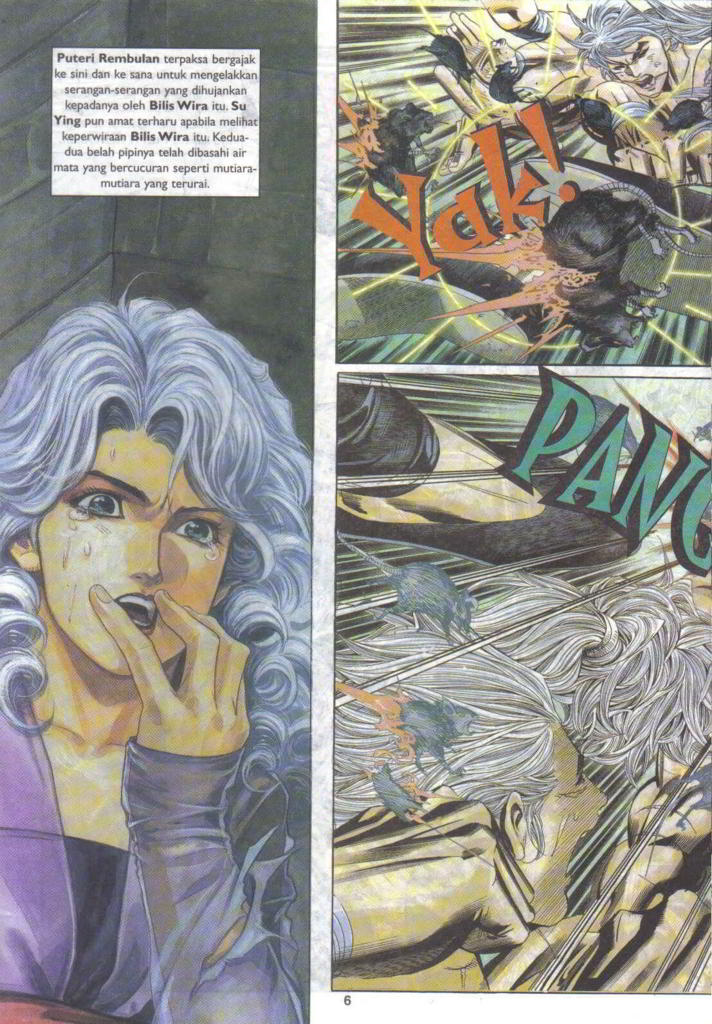 Puteri Rembulan terpaksa bergajak
ke sini dan ke sana untuk mengelakkan
serangan-serangan yang dihujankan
kepadanya oleh Bilis Wira itu. Su
Ying pun amat terharu apabila melihat
keperwiraan Bilis Wira itu. Kedua-
dua belah pipinya telah dibasahi air
mata yang bercucuran seperti mutiara-
mutiara yang terurai.
Yak!
PANG
6